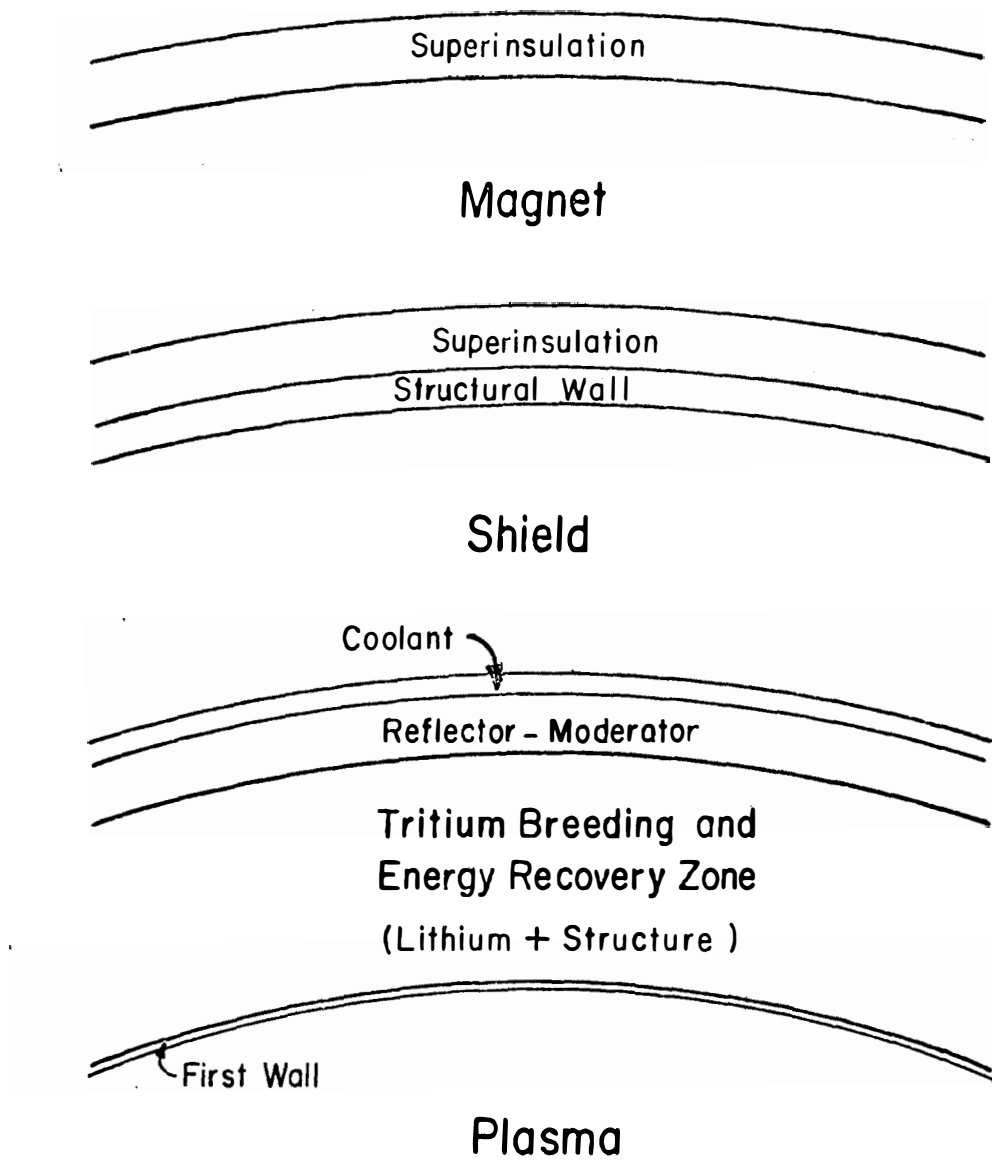 Superinsulation
Magnet
Superinsulation
Structural Wall
Shield
Coolant
Reflector - Moderator
Tritium Breeding and
Energy Recovery Zone
(Lithium + Structure )
First Wall
Plasma